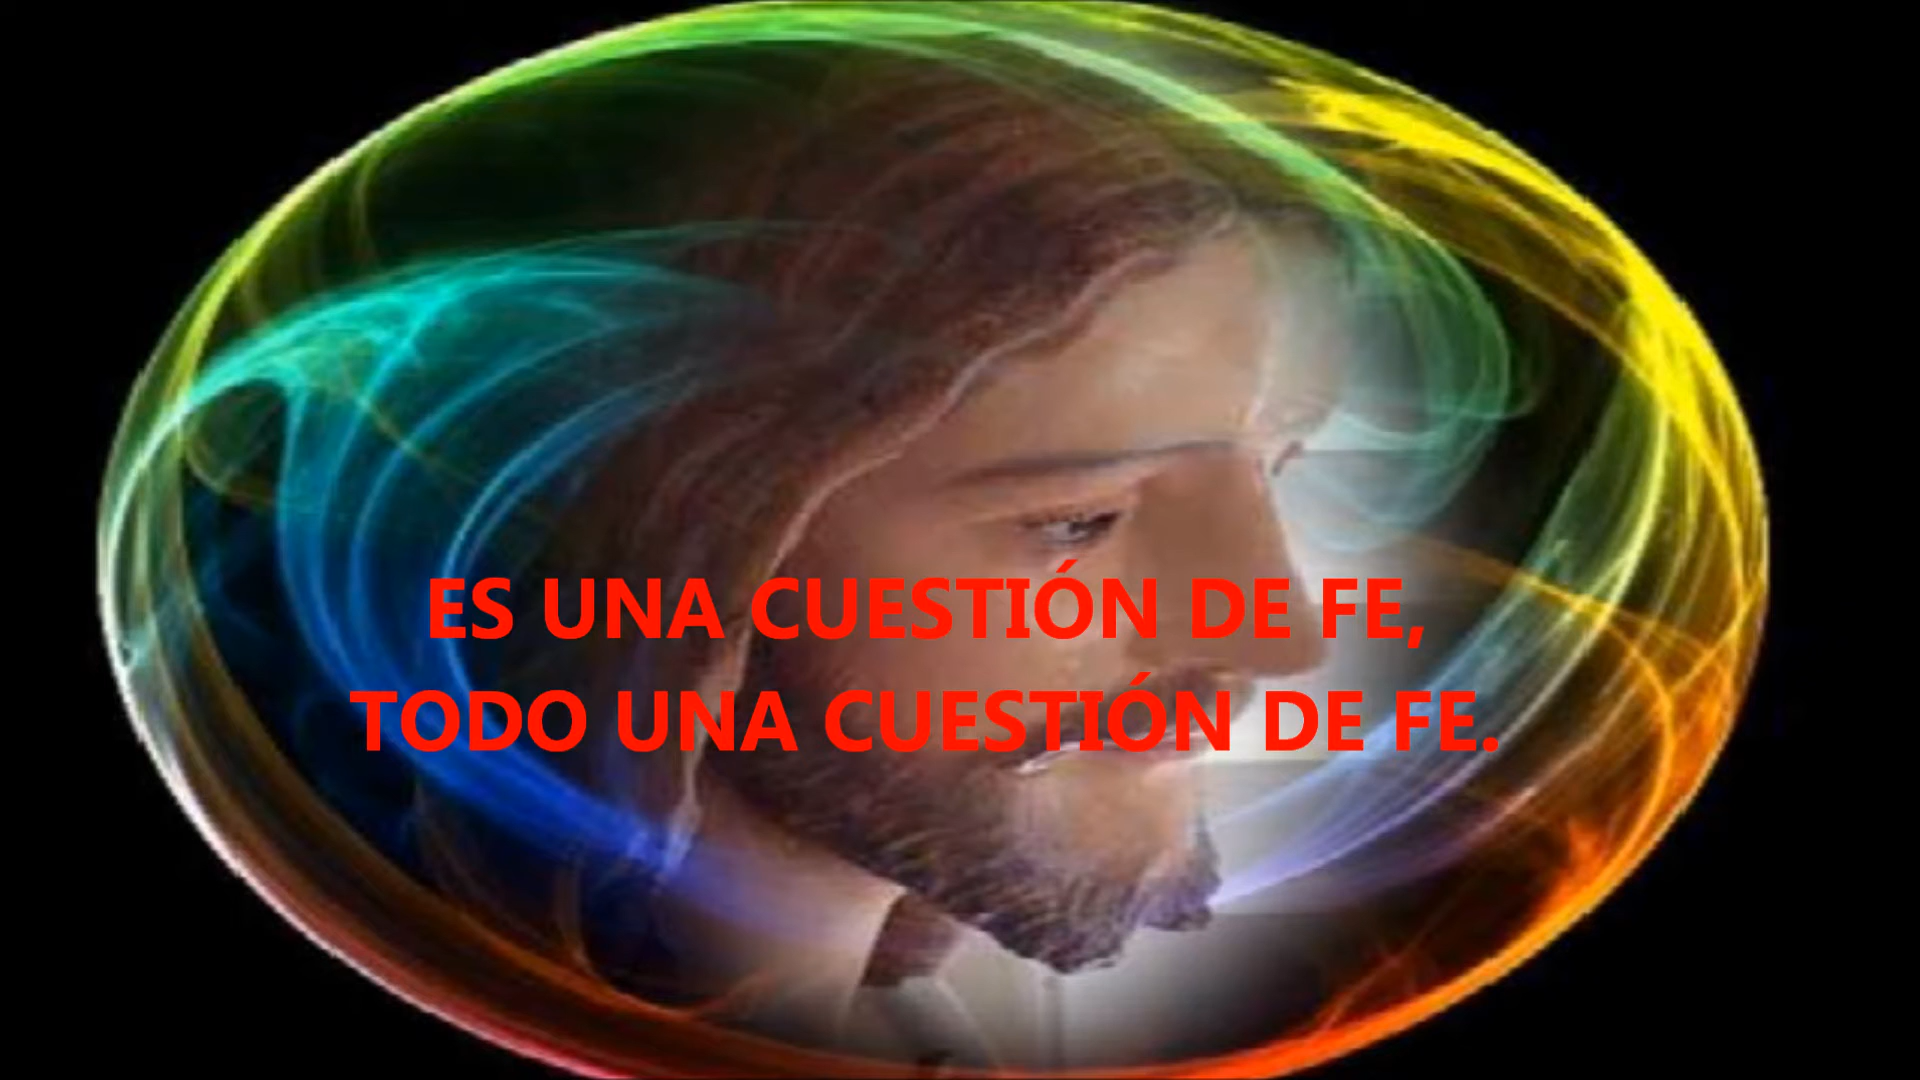 ES UNA CUESTIÓN DE FE,
TODO UNA CUESTIÓN DE FE.